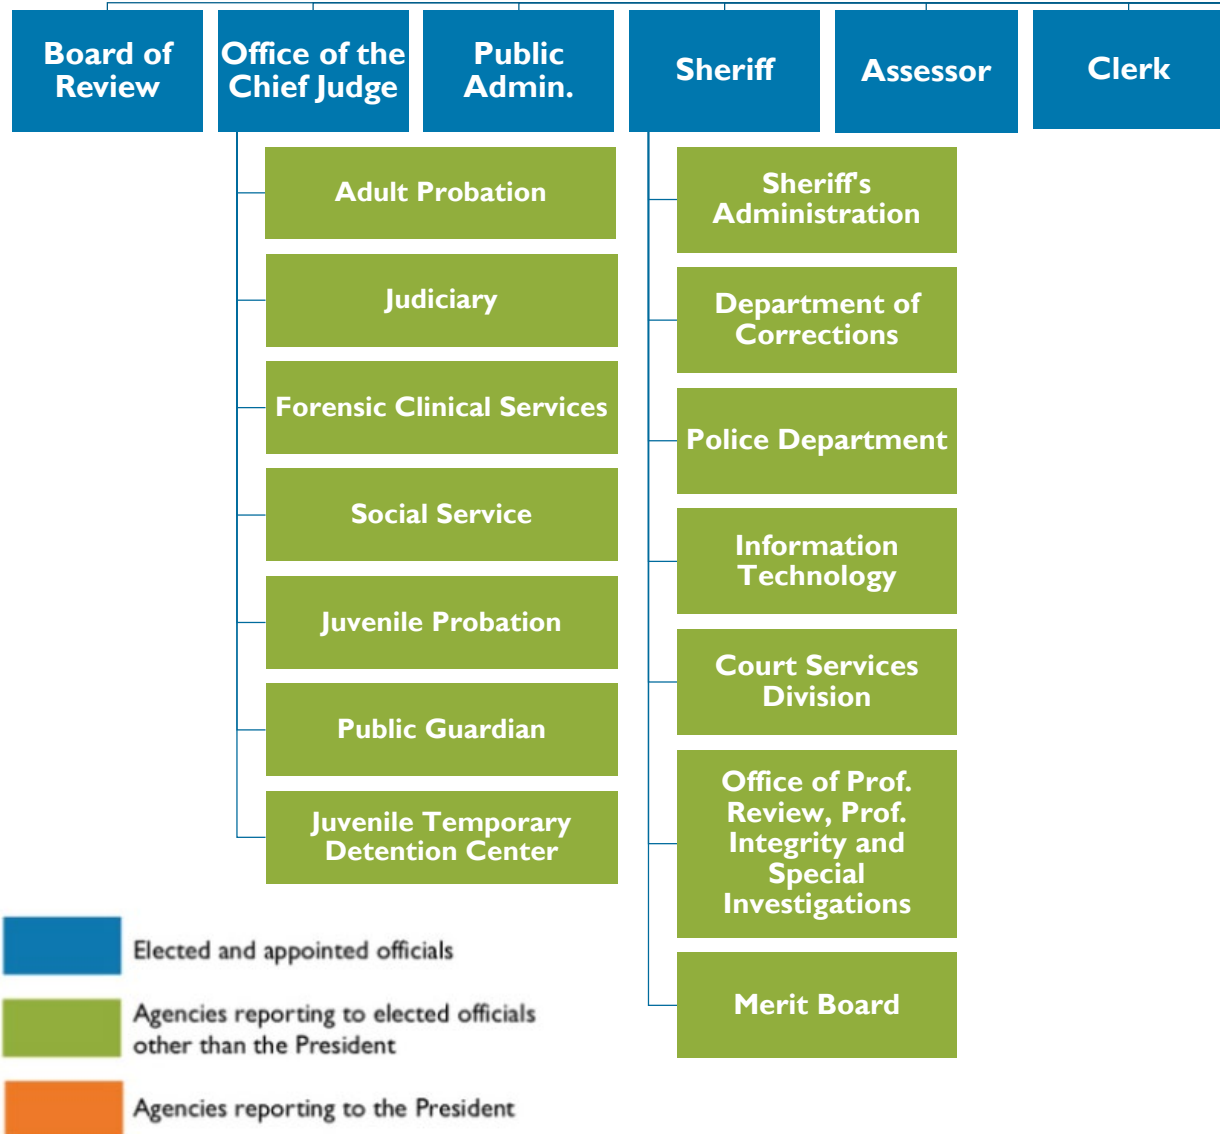 Board of
Review
Office of the
Chief Judge
Public
Admin.
Sheriff
Assessor
Clerk
Adult Probation
Judiciary
Forensic Clinical Services
Social Service
Juvenile Probation
Public Guardian
Juvenile Temporary
Detention Center
Sheriff's
Administration
Department of
Corrections
Police Department
Information
Technology
Court Services
Division
Office of Prof.
Review, Prof.
Integrity and
Special
Investigations
Merit Board
Elected and appointed officials
Agencies reporting to elected officials
other than the President
Agencies reporting to the President